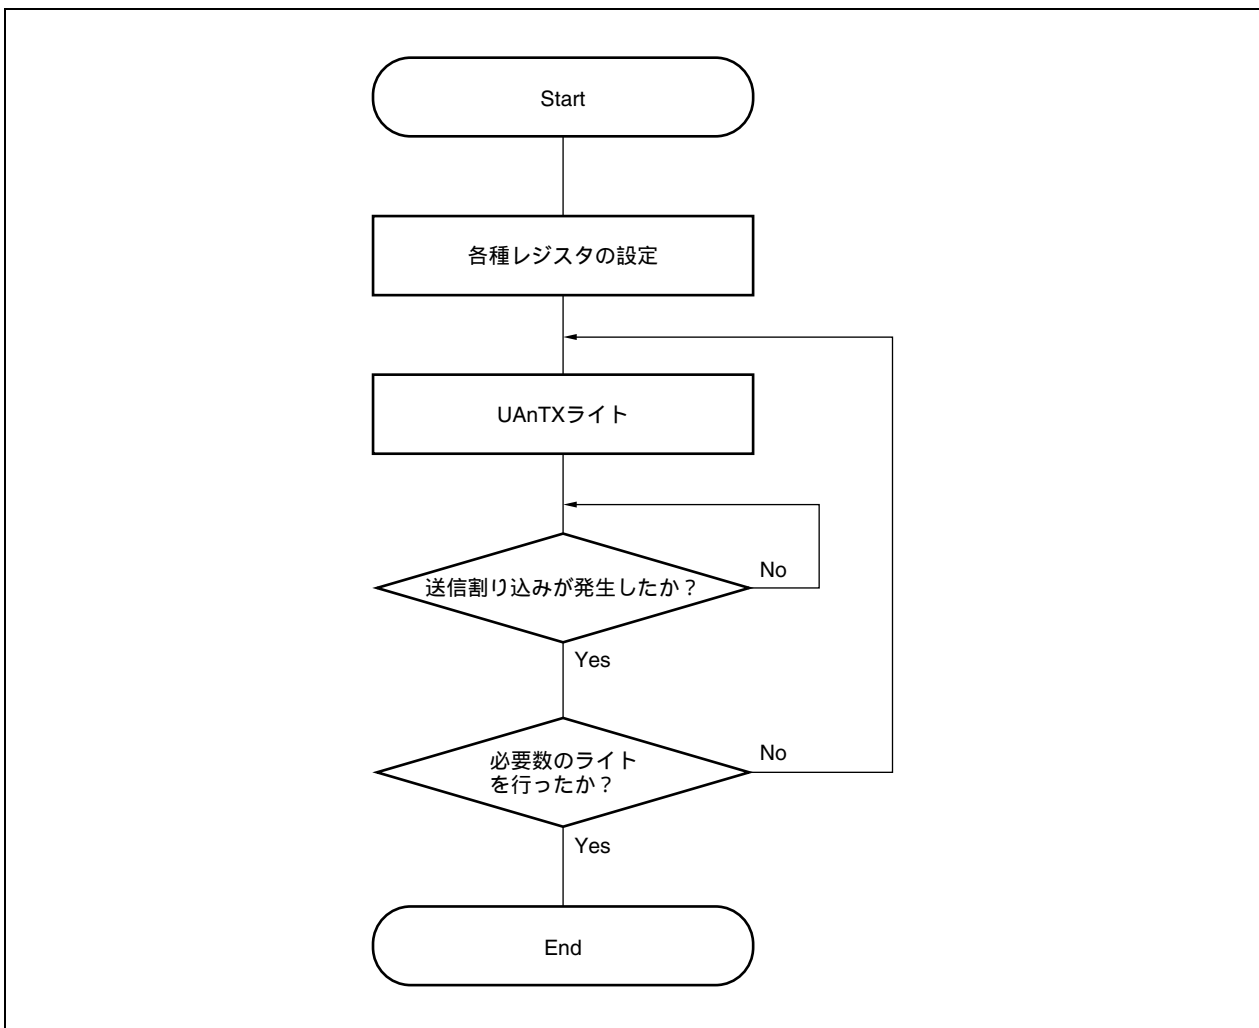 Start
各種レジスタの設定
UAnTXライト
送信割り込みが発生したか？
No
Yes
必要数のライト
を行ったか？
No
Yes
End